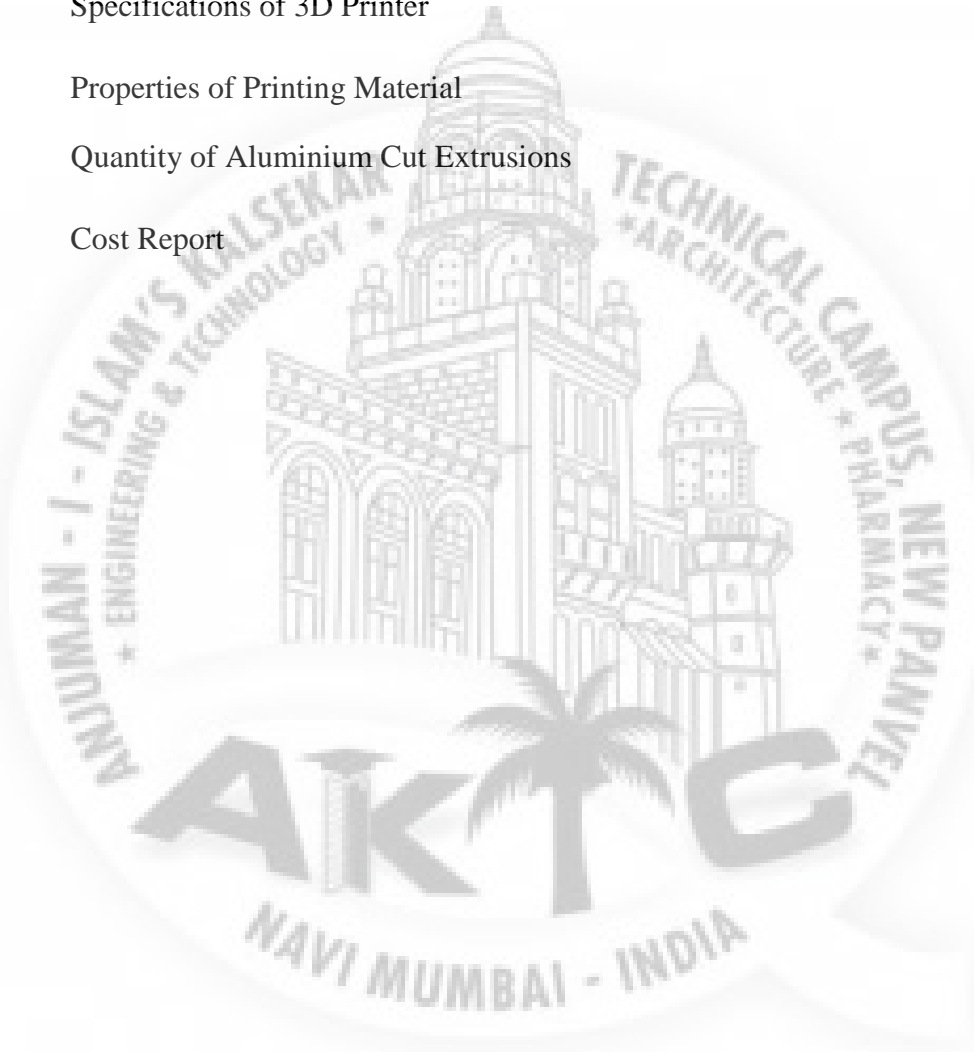 Specifications of 3D Printer
Properties of Printing Material
Quantity of Aluminium Cut Extrusions
Cost Report
ANJUMAN - I - ISLAM'S KALSEKAR TECHNICAL CAMPUS, NEW PANVEL
* ENGINEERING & TECHNOLOGY * ARCHITECTURE * PHARMACY *
AKTC
NAVI MUMBAI - INDIA